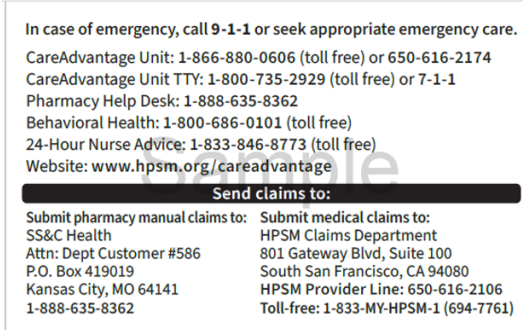 In case of emergency, call 9-1-1 or seek appropriate emergency care.
CareAdvantage Unit: 1-866-880-0606 (toll free) or 650-616-2174
CareAdvantage Unit TTY: 1-800-735-2929 (toll free) or 7-1-1
Pharmacy Help Desk: 1-888-635-8362
Behavioral Health: 1-800-686-0101 (toll free)
24-Hour Nurse Advice: 1-833-846-8773 (toll free)
Website: www.hpsm.org/careadvantage
Sample
Send claims to:
Submit pharmacy manual claims to:
SS&C Health
Attn: Dept Customer #586
P.O. Box 419019
Kansas City, MO 64141
1-888-635-8362
Submit medical claims to:
HPSM Claims Department
801 Gateway Blvd, Suite 100
South San Francisco, CA 94080
HPSM Provider Line: 650-616-2106
Toll-free: 1-833-MY-HPSM-1 (694-7761)